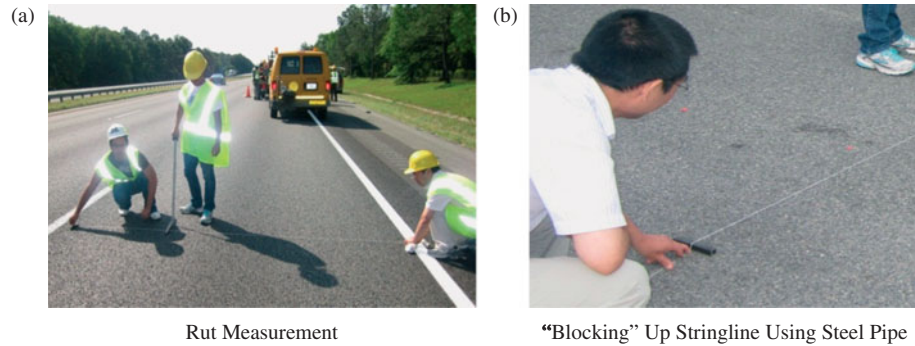 (a)
(b)
Rut Measurement
“Blocking” Up Stringline Using Steel Pipe